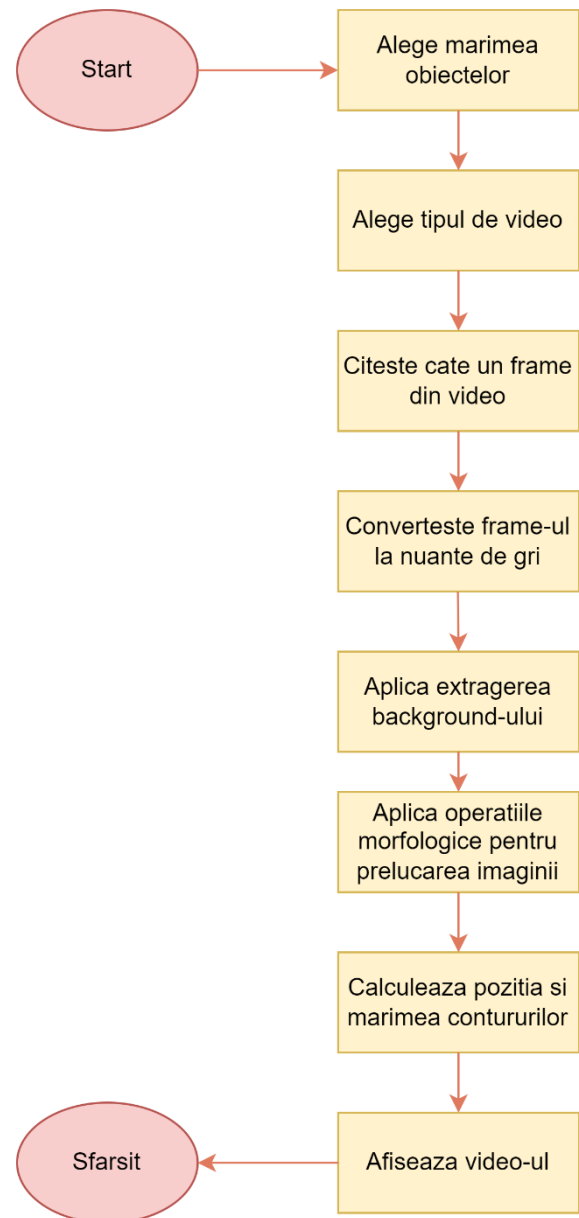 Start
Alege marimea
obiectelor
Alege tipul de video
Citeste cate un frame
din video
Converteste frame-ul
la nuante de gri
Aplica extragerea
background-ului
Aplica operatiile
morfologice pentru
prelucarea imaginii
Calculeaza pozitia si
marimea contururilor
Afiseaza video-ul
Sfarsit